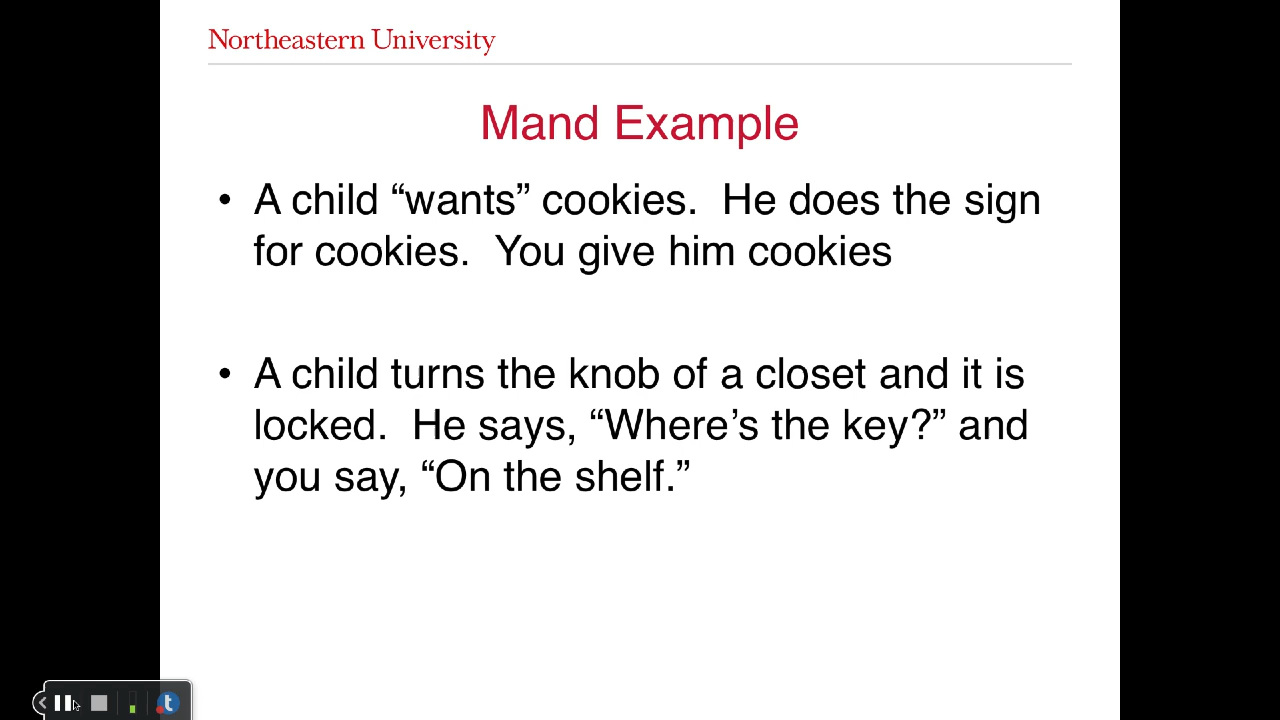 Northeastern University
Mand Example
• A child “wants” cookies.  He does the sign
for cookies.  You give him cookies
• A child turns the knob of a closet and it is
locked.  He says, “Where’s the key?” and
you say, “On the shelf.”
t